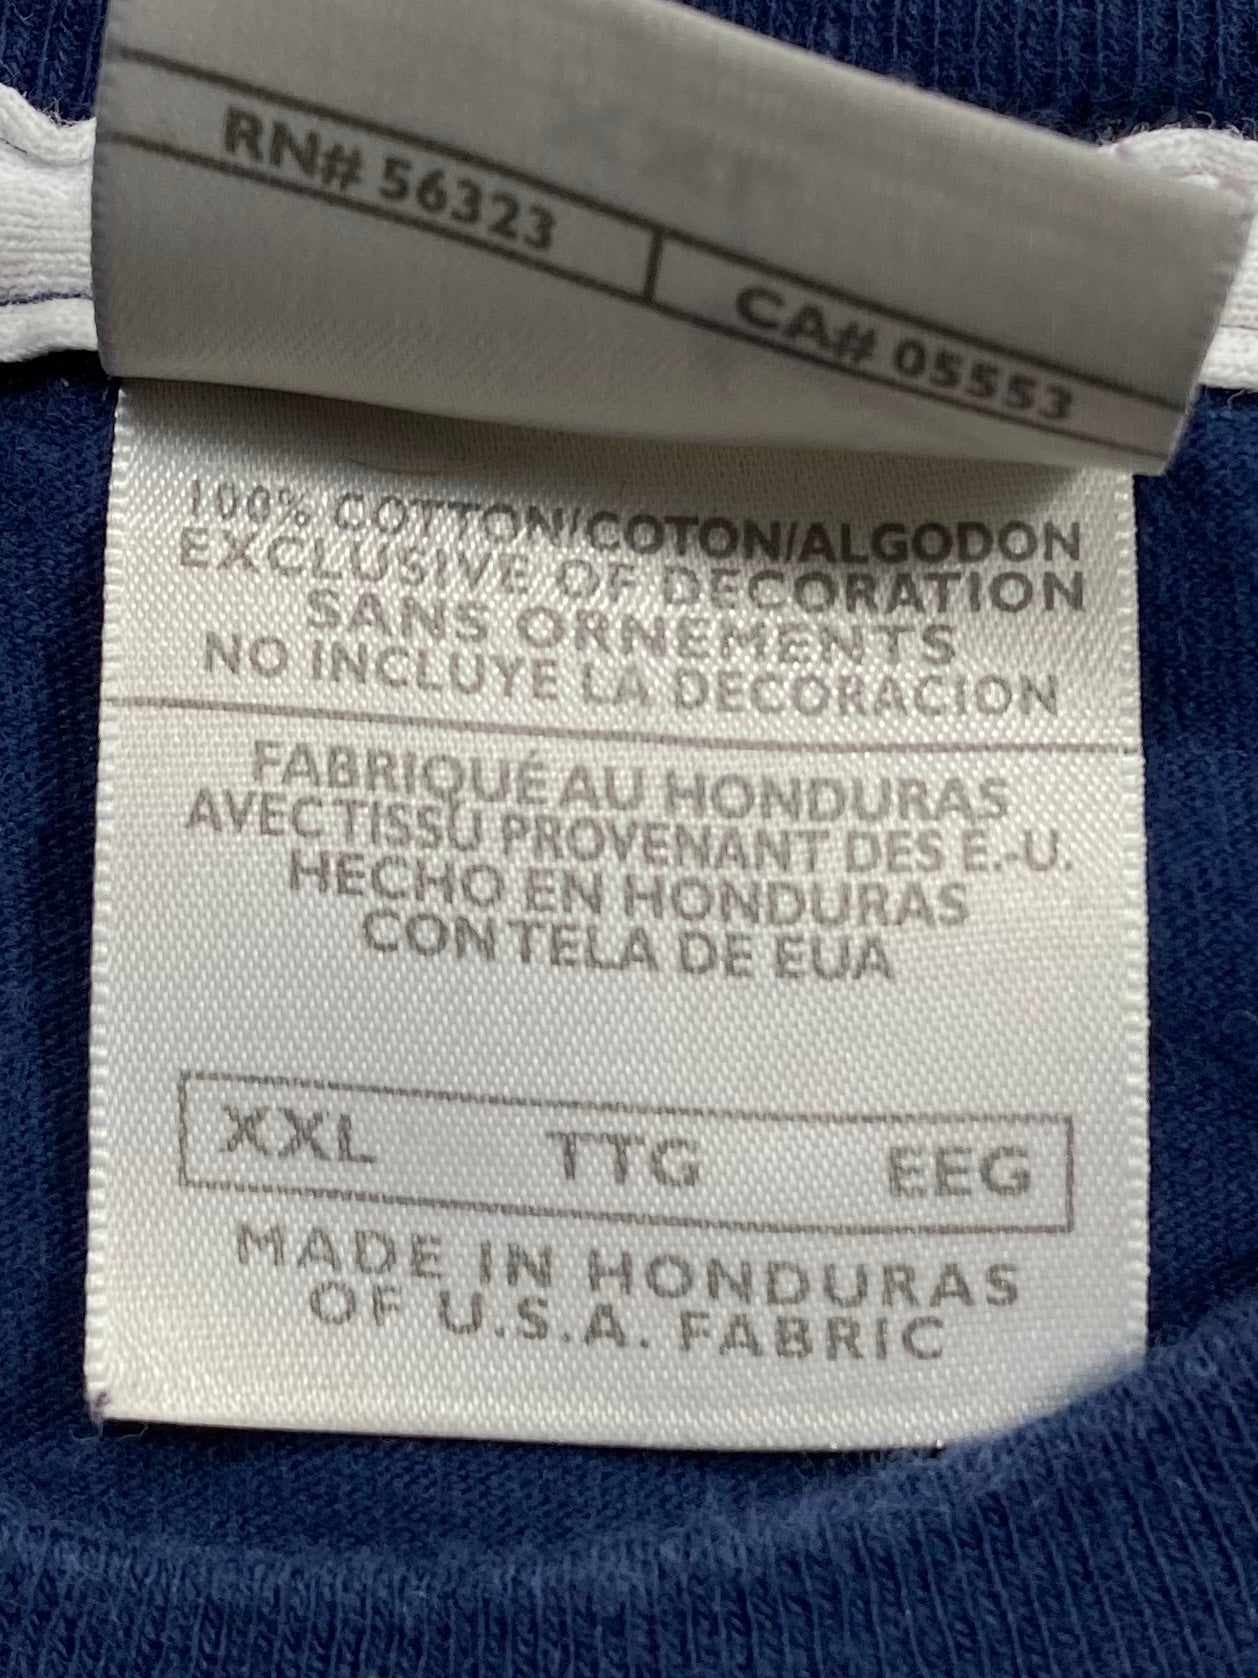 RN# 56323
CA# 05553
100% COTTON/COTON/ALGODON
EXCLUSIVE OF DECORATION
SANS ORNEMENTS
NO INCLUYE LA DECORACION
FABRIQUÉ AU HONDURAS
AVEC TISSU PROVENANT DES É.-U.
HECHO EN HONDURAS
CON TELA DE EUA
XXL TTG EEG
MADE IN HONDURAS
OF U.S.A. FABRIC